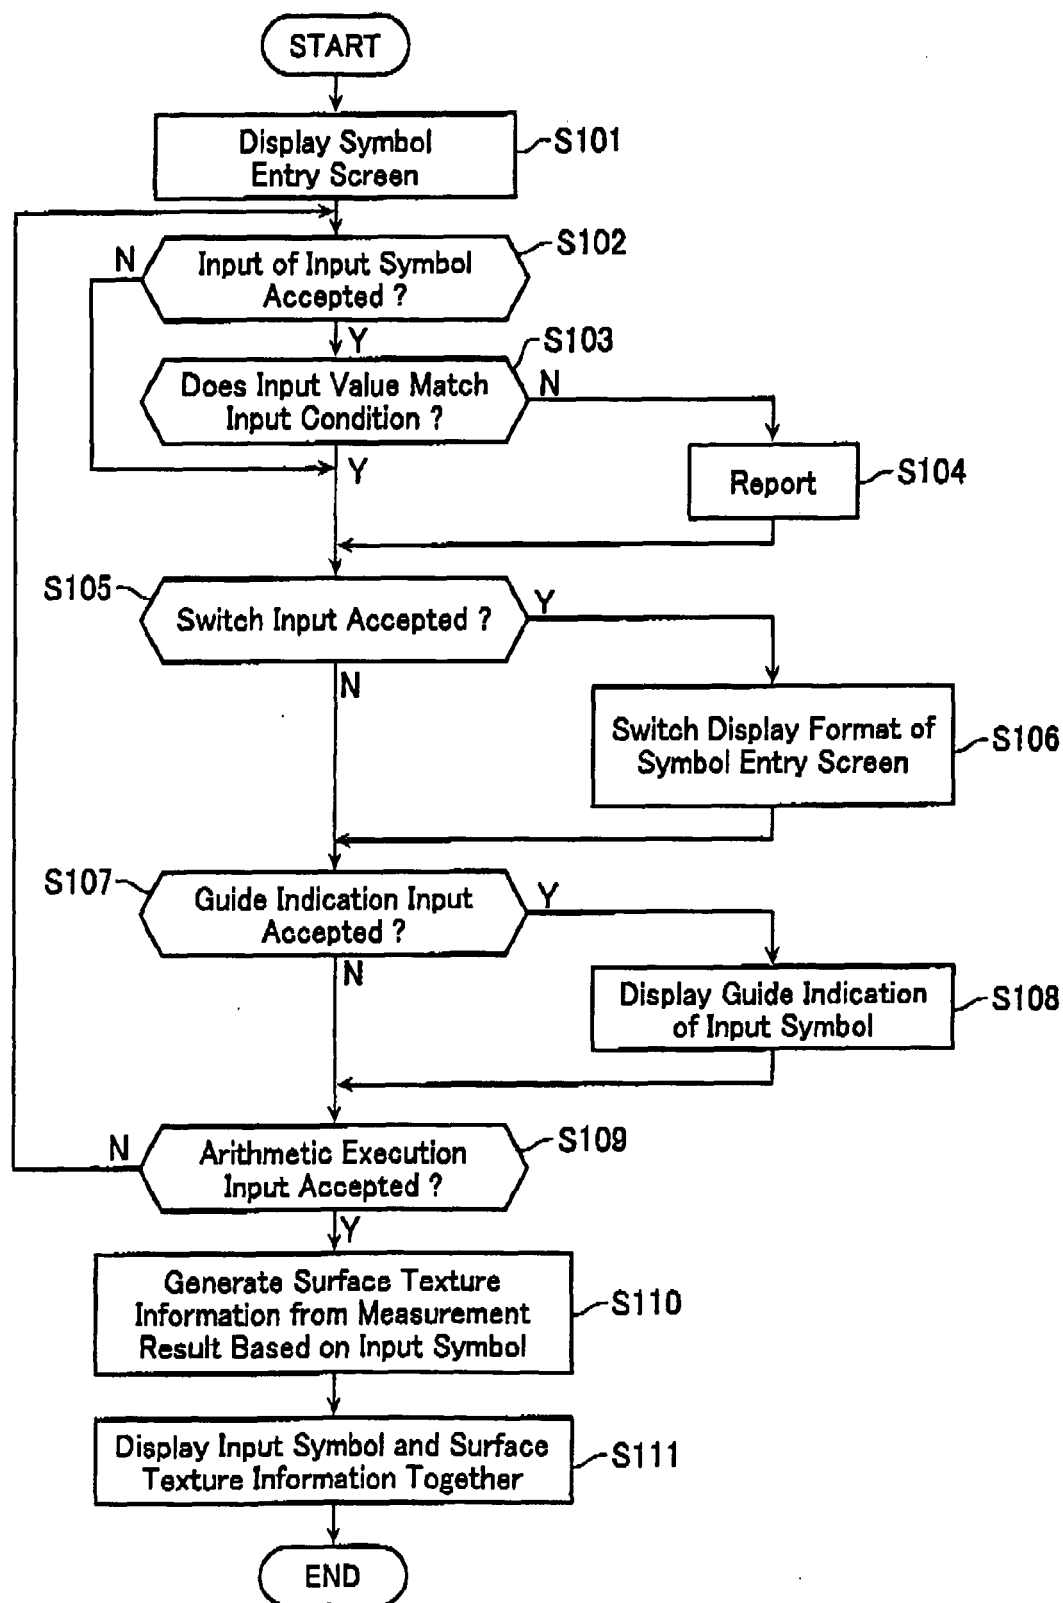 START
Display Symbol
Entry Screen
S101
N
Input of Input Symbol
Accepted ?
S102
Y
S103
Does Input Value Match
Input Condition ?
N
Y
Report
S104
S105
Switch Input Accepted ?
Y
N
Switch Display Format of
Symbol Entry Screen
S106
S107
Guide Indication Input
Accepted ?
Y
N
Display Guide Indication
of Input Symbol
S108
N
Arithmetic Execution
Input Accepted ?
S109
Y
Generate Surface Texture
Information from Measurement
Result Based on Input Symbol
S110
Display Input Symbol and Surface
Texture Information Together
S111
END